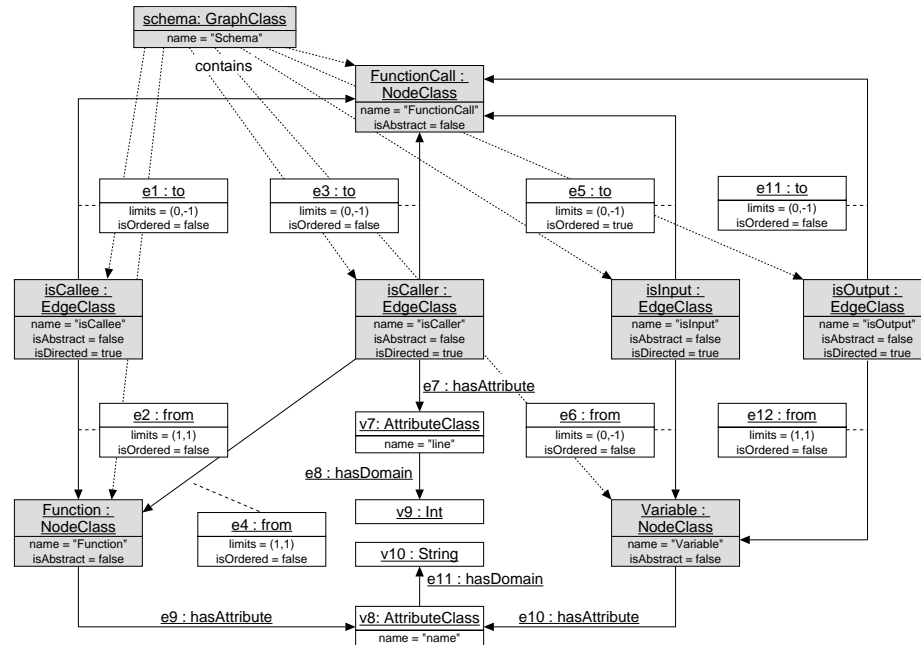 schema: GraphClass
name = "Schema"
contains
FunctionCall :
NodeClass
name = "FunctionCall"
isAbstract = false
e1 : to
limits = (0,-1)
isOrdered = false
e3 : to
limits = (0,-1)
isOrdered = false
e5 : to
limits = (0,-1)
isOrdered = true
e11 : to
limits = (0,-1)
isOrdered = false
isCallee :
EdgeClass
name = "isCallee"
isAbstract = false
isDirected = true
isCaller :
EdgeClass
name = "isCaller"
isAbstract = false
isDirected = true
isInput :
EdgeClass
name = "isInput"
isAbstract = false
isDirected = true
isOutput :
EdgeClass
name = "isOutput"
isAbstract = false
isDirected = true
e7 : hasAttribute
e2 : from
limits = (1,1)
isOrdered = false
v7: AttributeClass
name = "line"
e6 : from
limits = (0,-1)
isOrdered = false
e12 : from
limits = (1,1)
isOrdered = false
e8 : hasDomain
Function :
NodeClass
name = "Function"
isAbstract = false
e4 : from
limits = (1,1)
isOrdered = false
v9 : Int
Variable :
NodeClass
name = "Variable"
isAbstract = false
v10 : String
e11 : hasDomain
e9 : hasAttribute
v8: AttributeClass
name = "name"
e10 : hasAttribute